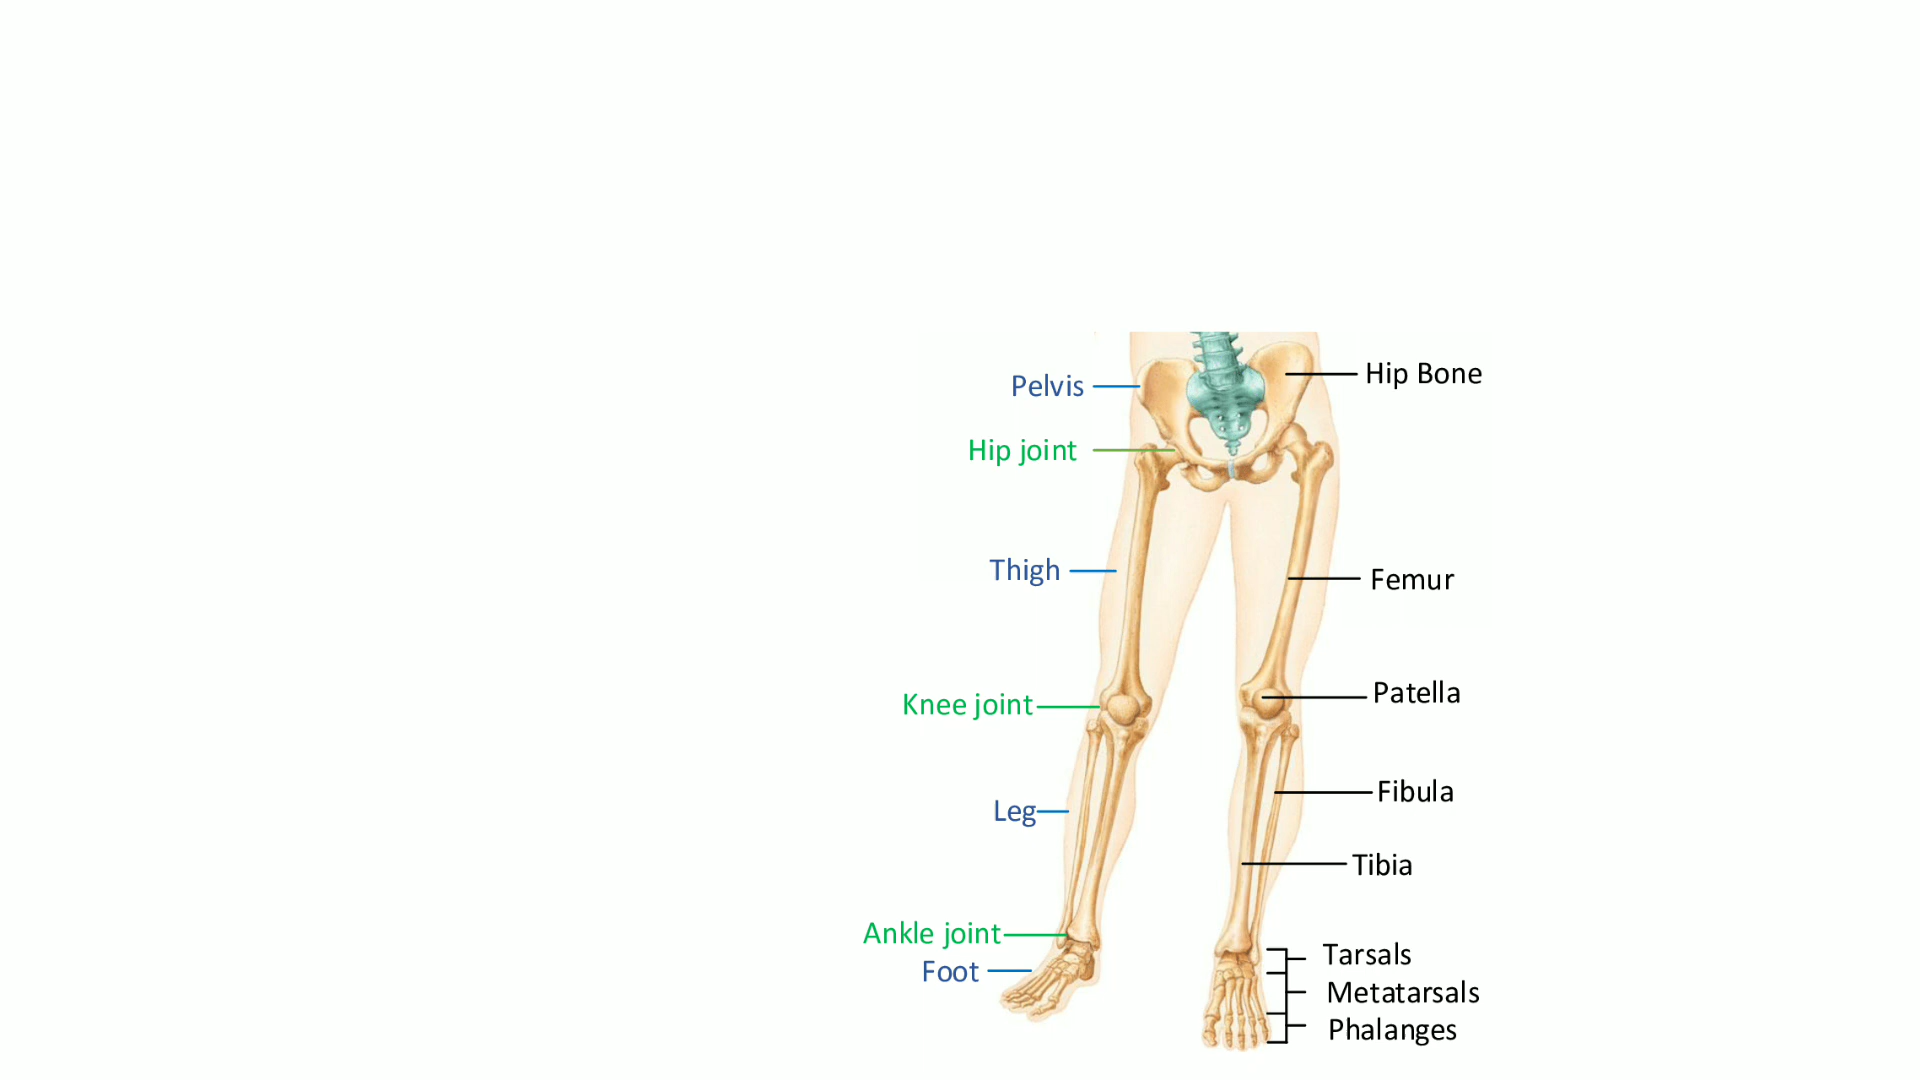 Pelvis
Hip joint
Thigh
Knee joint
Leg
Ankle joint
Foot
Hip Bone
Femur
Patella
Fibula
Tibia
Tarsals
Metatarsals
Phalanges